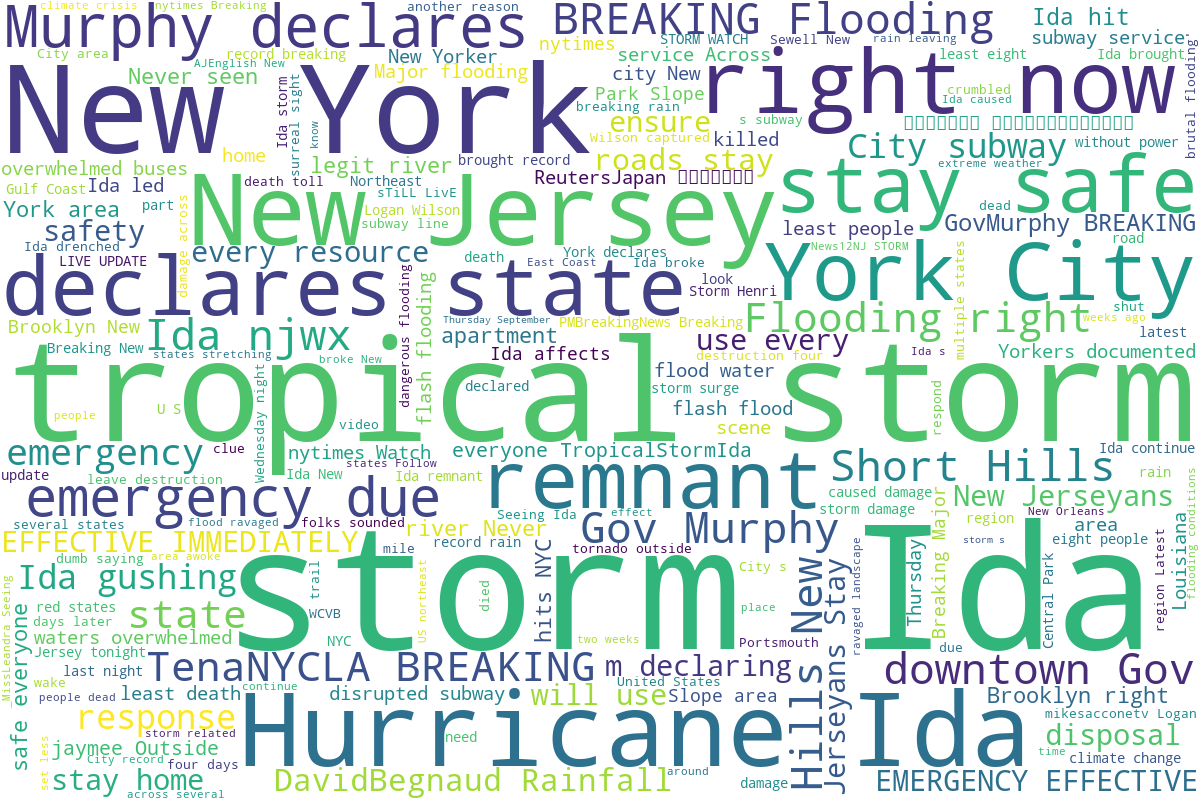 climate crisis
nytimes Breaking
another reason
Murphy declares
BREAKING Flooding
Ida hit
City area
record breaking
New Yorker
nytimes
STORM WATCH
Sewell New
rain leaving
subway service
service Across
AJEnglish New
Never seen
Major flooding
city New
least eight
Ida brought
New York
right now
Ida storm
surreal sight
know
Park Slope
breaking rain
ensure
s subway
crumbled
Ida caused
brutal flooding
Wilson captured
killed
City subway
without power
home
legit river
brought record
roads stay
overwhelmed buses
extreme weather
Gulf Coast
Ida led
death toll
Northeast
sTiLL LivE
ReutersJapan
stay safe
York area
part
New Jersey
Logan Wilson
subway line
dead
safety
least people
GovMurphy BREAKING
Ida drenched
damage across
every resource
death
York declares
News12NJ STORM
road
LIVE UPDATE
East Coast
Ida broke
look
York City
declares state
Storm Henri
multiple states
dangerous flooding
flash flooding
shut
Brooklyn New
Ida njwx
Thursday September
PMBreakingNews Breaking
Flooding right
weeks ago
apartment
use every
latest
Breaking New
states stretching
broke New
Ida affects
destruction four
Ida s
Yorkers documented
tropical storm
Wednesday night
declared
flood water
storm surge
respond
people
U S
flash flood
video
scene
emergency
clue
nytimes Watch
everyone TropicalStormIda
Ida continue
update
leave destruction
Ida New
states Follow
Ida remnant
remnant
Short Hills
rain
emergency due
caused damage
New Jerseyans
several states
flood ravaged
folks sounded
effect
Seeing Ida
storm damage
New Orleans
river Never
Gov Murphy
region
area
EFFECTIVE IMMEDIATELY
mile
record rain
tornado outside
hits NYC
storm Ida
storm s
eight people
dumb saying
area awoke
Ida gushing
trail
US northeast
died
City s
Hills New
Jerseyans Stay
ravaged landscape
Thursday
Breaking Major
Central Park
region Latest
Louisiana
flooding conditions
MissLeandra Seeing
safe everyone
red states
days later
state
WCVB
place
waters overwhelmed
NYC
two weeks
Portsmouth
due
Jersey tonight
last night
TenaNYCLA BREAKING
m declaring
downtown Gov
wake
United States
people dead
least death
continue
disrupted subway
will use
Slope area
Brooklyn right
response
storm related
Hurricane Ida
mikesacconetv Logan
set less
jaymee Outside
need
disposal
City record
four days
around
time
climate change
stay home
DavidBegnaud Rainfall
damage
EMERGENCY EFFECTIVE
across several